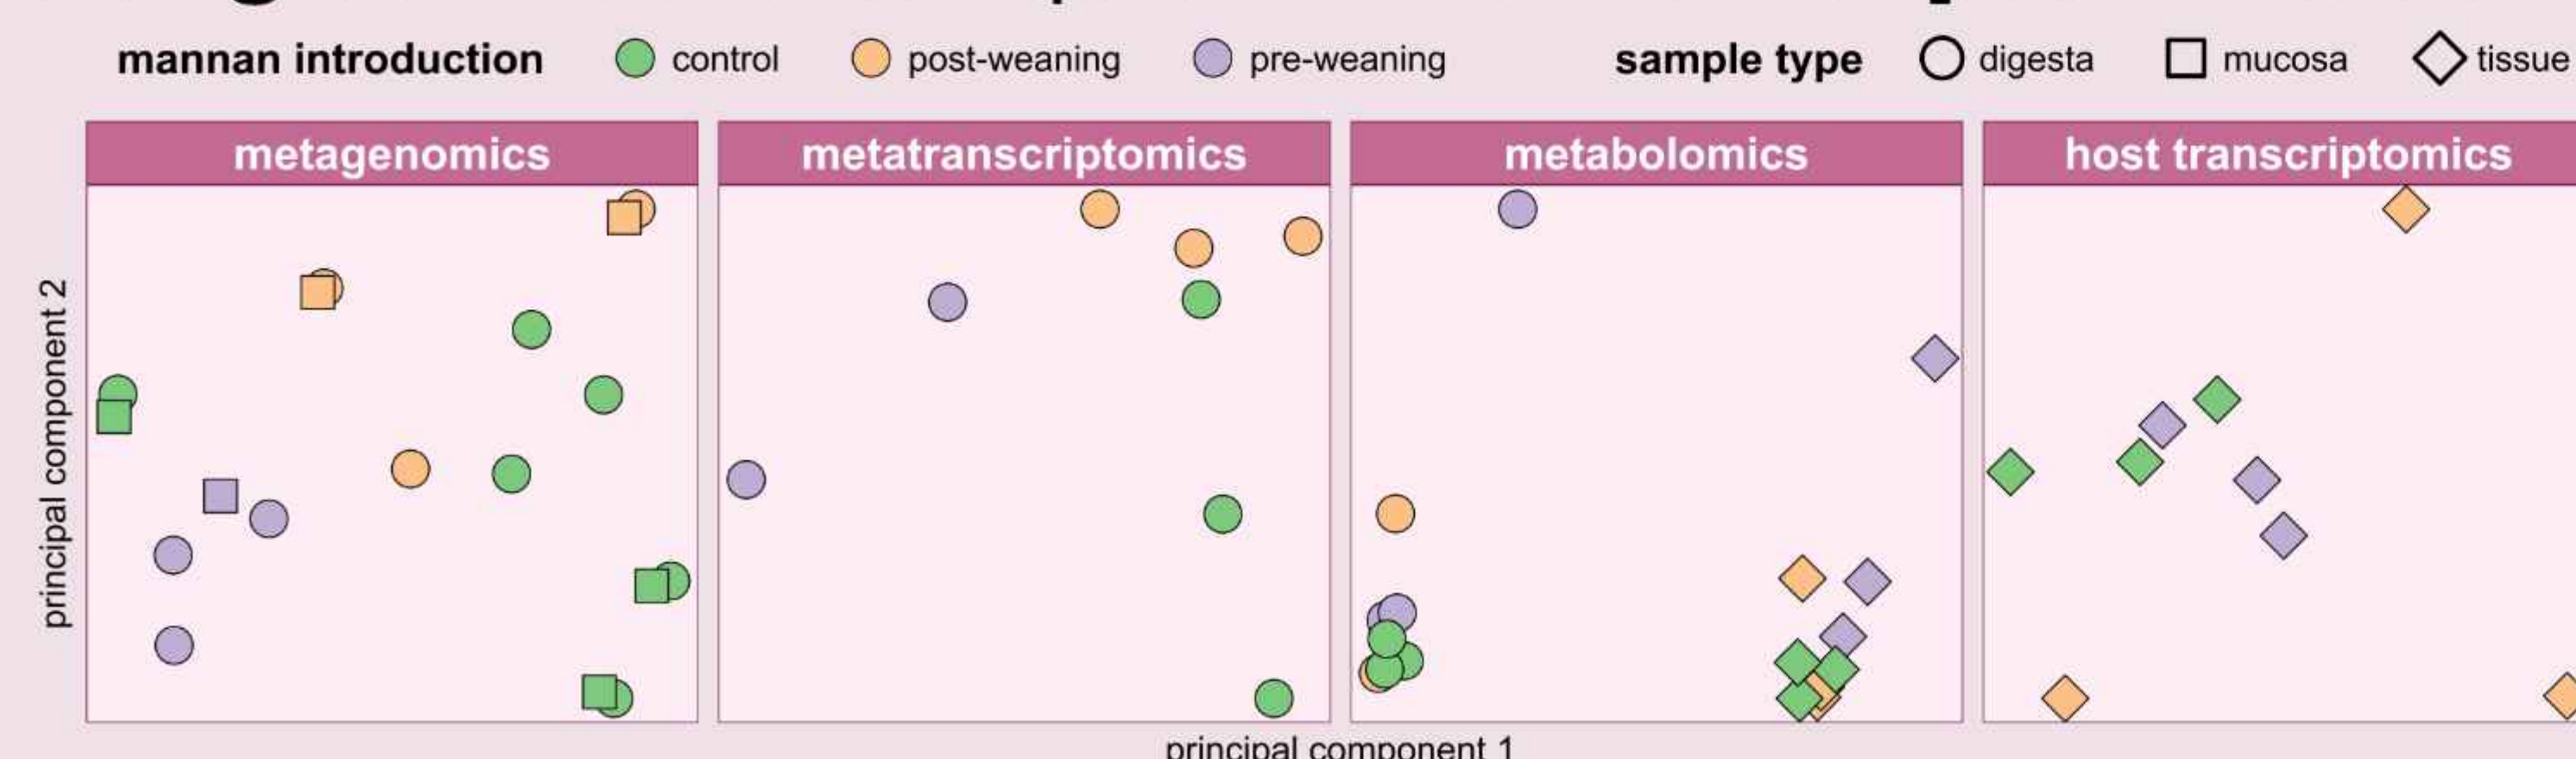 mannan introduction control post-weaning pre-weaning sample type digesta mucosa tissue
metagenomics metatranscriptomics metabolomics host transcriptomics
principal component 2
principal component 1